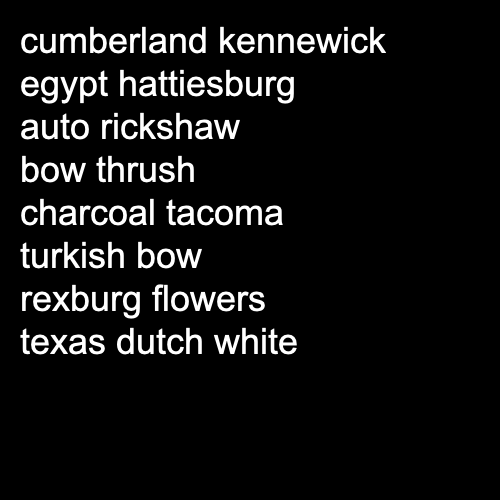 cumberland kennewick
egypt hattiesburg
auto rickshaw
bow thrush
charcoal tacoma
turkish bow
rexburg flowers
texas dutch white